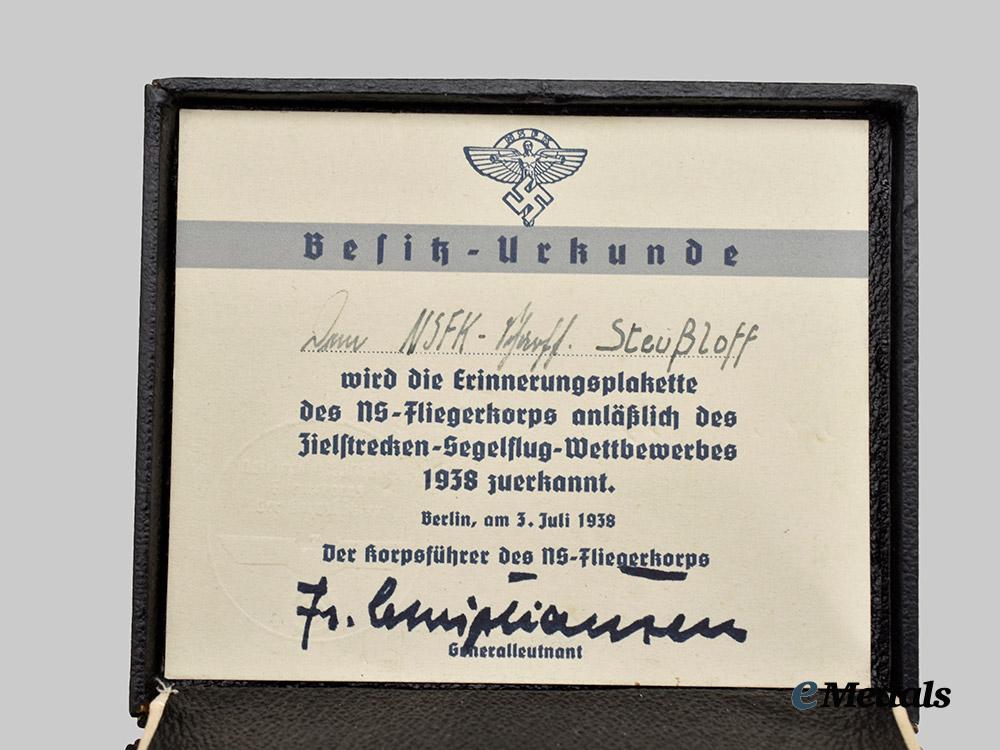 NSFK
Besitz-Urkunde
Dem NSFK-Scharf. Steußloff
wird die Erinnerungsplakette
des NS-Fliegerkorps anläßlich des
Zielstrecken-Segelflug-Wettbewerbes
1938 zuerkannt.
Berlin, am 3. Juli 1938
Der Korpsführer des NS-Fliegerkorps
Fr. Christiansen
Generalleutnant
eMedals